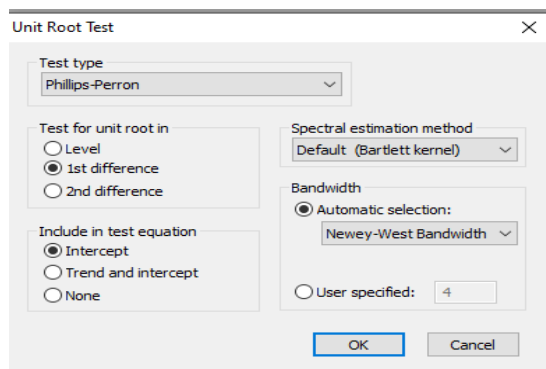 Unit Root Test
Test type
Phillips-Perron
Test for unit root in
Level
1st difference
2nd difference
Include in test equation
Intercept
Trend and intercept
None
Spectral estimation method
Default (Bartlett kernel)
Bandwidth
Automatic selection:
Newey-West Bandwidth
User specified: 4
OK Cancel